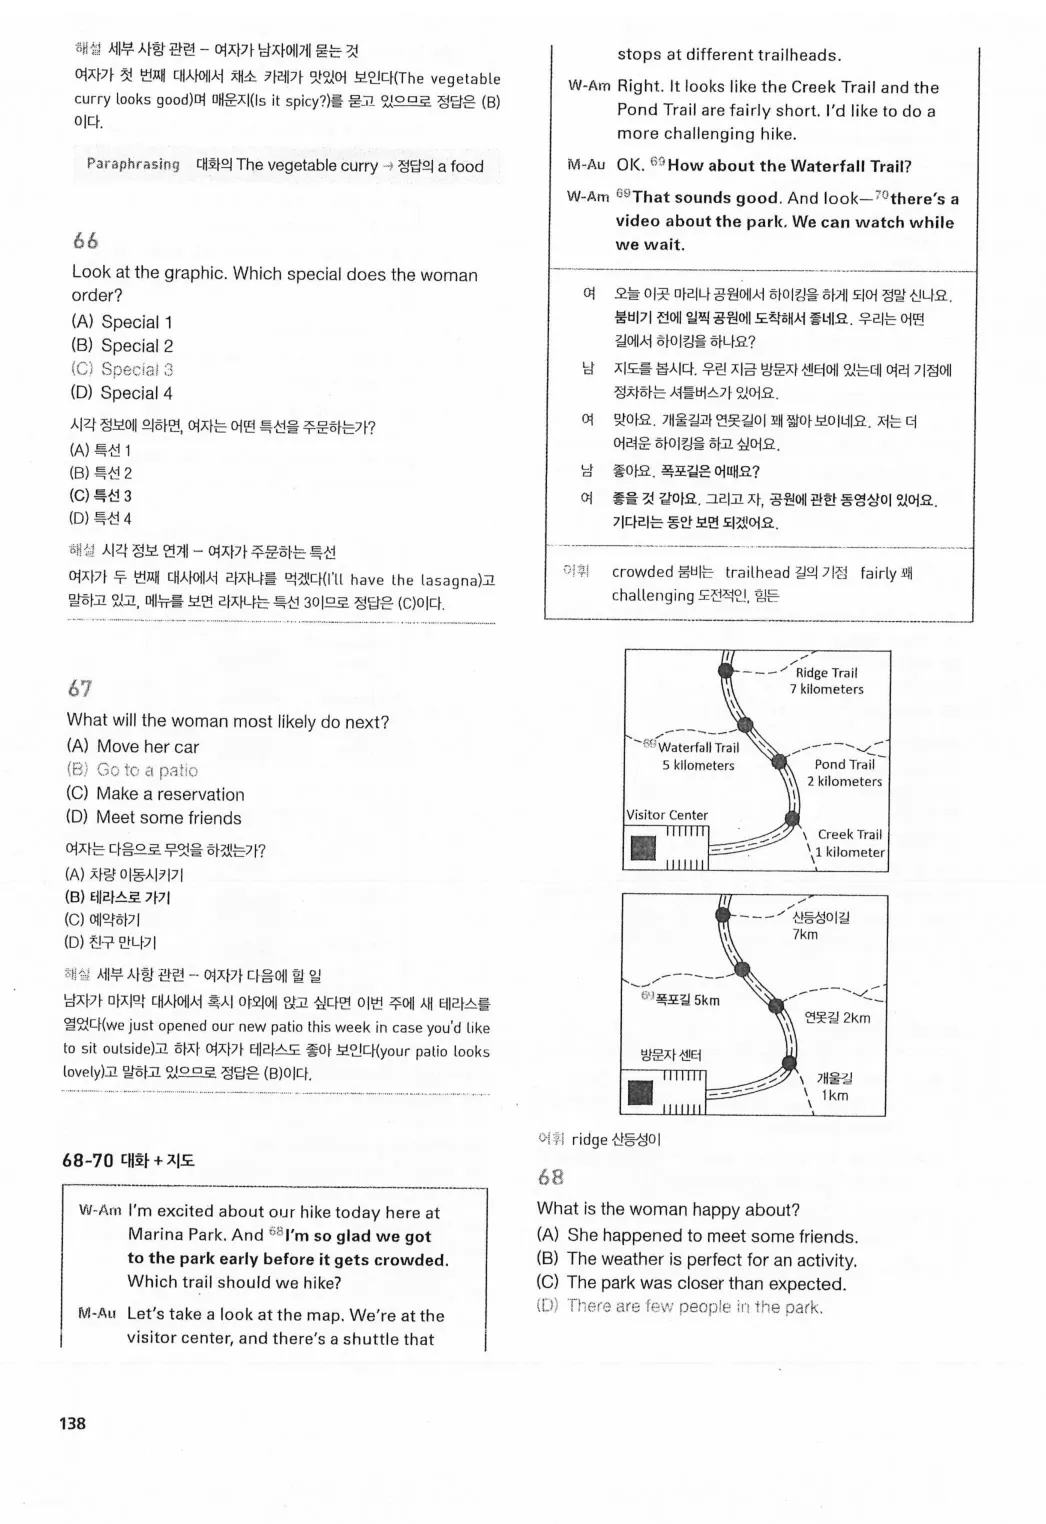 해설 세부 사항 관련 – 여자가 남자에게 묻는 것
여자가 첫 번째 대사에서 채소 카레가 맛있어 보인다(The vegetable
curry looks good)며 매운지(Is it spicy?)를 묻고 있으므로 정답은 (B)
이다.
Paraphrasing 대화의 The vegetable curry → 정답의 a food
66
Look at the graphic. Which special does the woman
order?
(A) Special 1
(B) Special 2
(C) Special 3
(D) Special 4
시각 정보에 의하면, 여자는 어떤 특선을 주문하는가?
(A) 특선 1
(B) 특선 2
(C) 특선 3
(D) 특선 4
해설 시각 정보 연계 – 여자가 주문하는 특선
여자가 두 번째 대사에서 라자냐를 먹겠다(I'll have the lasagna)고
말하고 있고, 메뉴를 보면 라자냐는 특선 3이므로 정답은 (C)이다.
67
What will the woman most likely do next?
(A) Move her car
(B) Go to a patio
(C) Make a reservation
(D) Meet some friends
여자는 다음으로 무엇을 하겠는가?
(A) 차량 이동시키기
(B) 테라스로 가기
(C) 예약하기
(D) 친구 만나기
해설 세부 사항 관련 – 여자가 다음에 할 일
남자가 마지막 대사에서 혹시 야외에 앉고 싶다면 이번 주에 새 테라스를
열었다(we just opened our new patio this week in case you'd like
to sit outside)고 하자 여자가 테라스도 좋아 보인다(your patio looks
lovely)고 말하고 있으므로 정답은 (B)이다.
68-70 대화 + 지도
W-Am I'm excited about our hike today here at
Marina Park. And 68I'm so glad we got
to the park early before it gets crowded.
Which trail should we hike?
M-Au Let's take a look at the map. We're at the
visitor center, and there's a shuttle that
stops at different trailheads.
W-Am Right. It looks like the Creek Trail and the
Pond Trail are fairly short. I'd like to do a
more challenging hike.
M-Au OK. 69How about the Waterfall Trail?
W-Am 69That sounds good. And look—70there's a
video about the park. We can watch while
we wait.
여 오늘 이곳 마리나 공원에서 하이킹을 하게 되어 정말 신나요.
붐비기 전에 일찍 공원에 도착해서 좋네요. 우리는 어떤
길에서 하이킹을 하나요?
남 지도를 봅시다. 우린 지금 방문자 센터에 있는데 여러 기점에
정차하는 셔틀버스가 있어요.
여 맞아요. 개울길과 연못길이 꽤 짧아 보이네요. 저는 더
어려운 하이킹을 하고 싶어요.
남 좋아요. 폭포길은 어때요?
여 좋을 것 같아요. 그리고 자, 공원에 관한 동영상이 있어요.
기다리는 동안 보면 되겠어요.
어휘 crowded 붐비는 trailhead 길의 기점 fairly 꽤
challenging 도전적인, 힘든
Ridge Trail
7 kilometers
69 Waterfall Trail
5 kilometers
Pond Trail
2 kilometers
Visitor Center
Creek Trail
1 kilometer
산등성이길
7km
69 폭포길 5km
연못길 2km
방문자 센터
개울길
1km
어휘 ridge 산등성이
68
What is the woman happy about?
(A) She happened to meet some friends.
(B) The weather is perfect for an activity.
(C) The park was closer than expected.
(D) There are few people in the park.
138